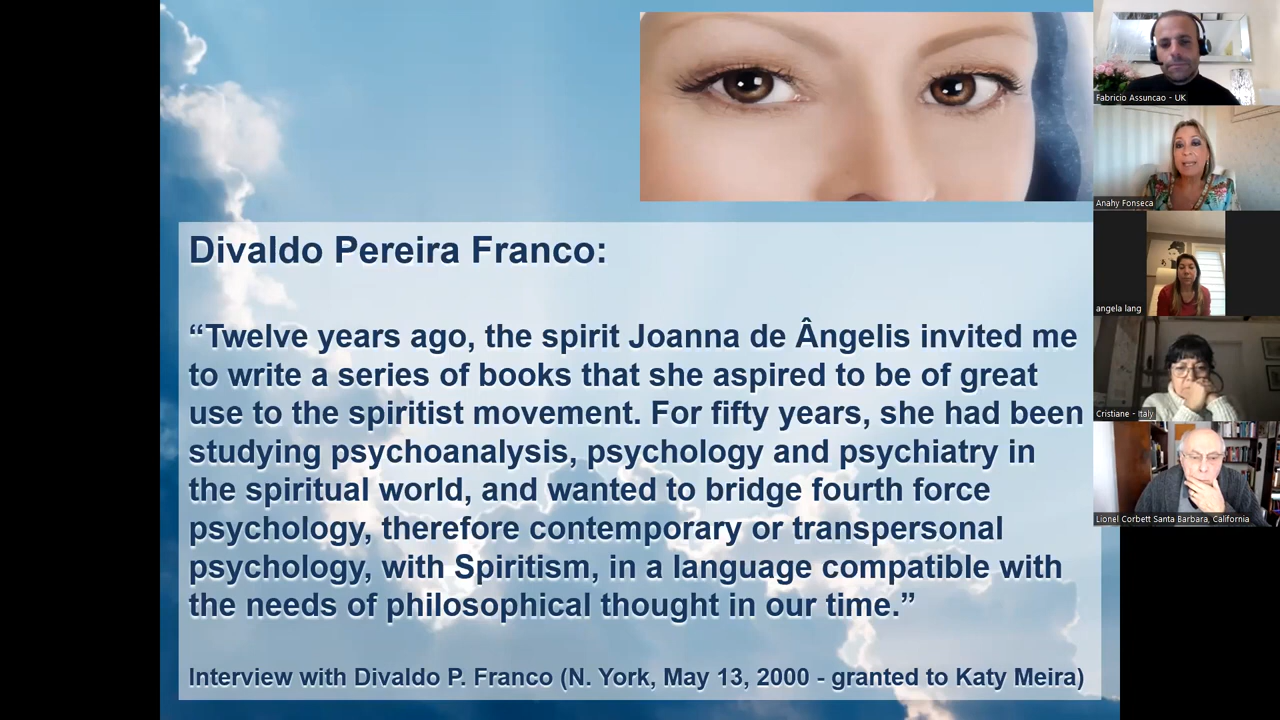 Divaldo Pereira Franco:
“Twelve years ago, the spirit Joanna de Ângelis invited me
to write a series of books that she aspired to be of great
use to the spiritist movement. For fifty years, she had been
studying psychoanalysis, psychology and psychiatry in
the spiritual world, and wanted to bridge fourth force
psychology, therefore contemporary or transpersonal
psychology, with Spiritism, in a language compatible with
the needs of philosophical thought in our time.”
Interview with Divaldo P. Franco (N. York, May 13, 2000 - granted to Katy Meira)
Fabricio Assuncao - UK
Anahy Fonseca
angela lang
Cristiane - Italy
Lionel Corbett Santa Barbara, California